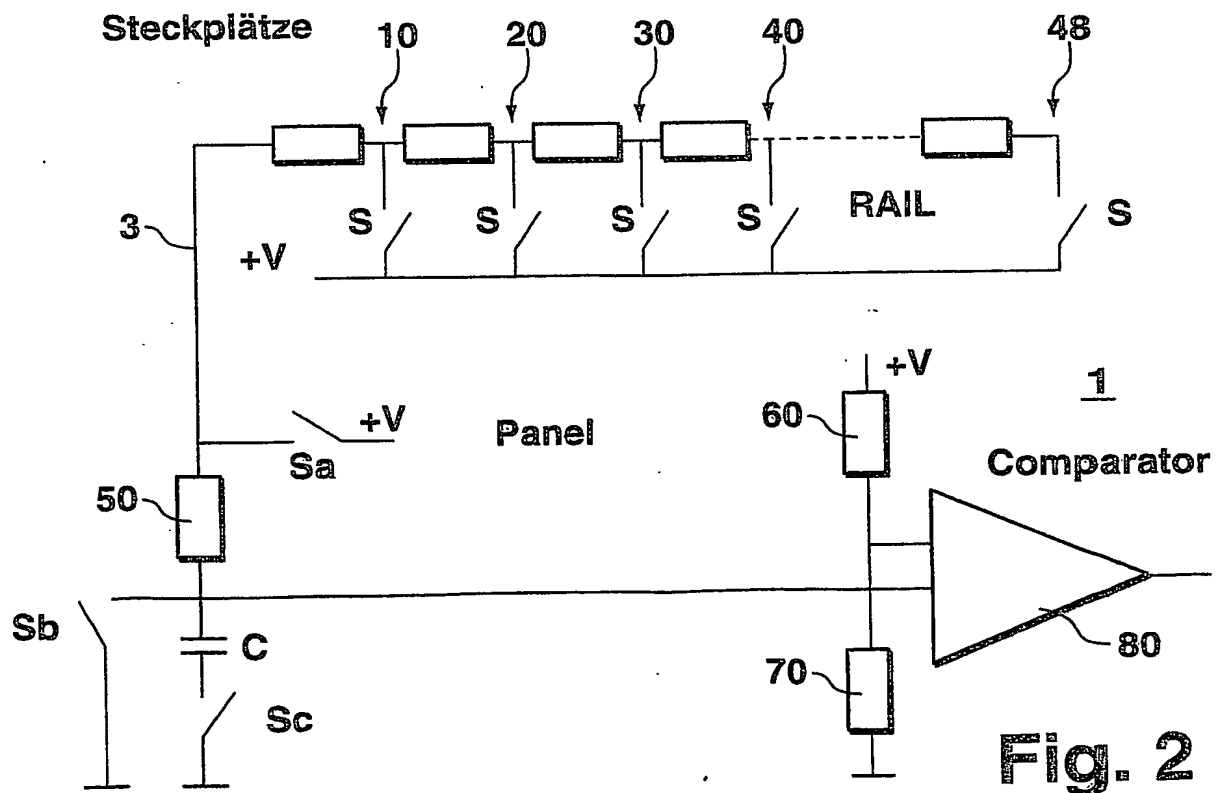 Steckplätze
10
20
30
40
48
S
S
S
S
RAIL
S
3
+V
+V
1
+V
60
Panel
Sa
Comparator
50
Sb
C
80
70
Sc
Fig. 2